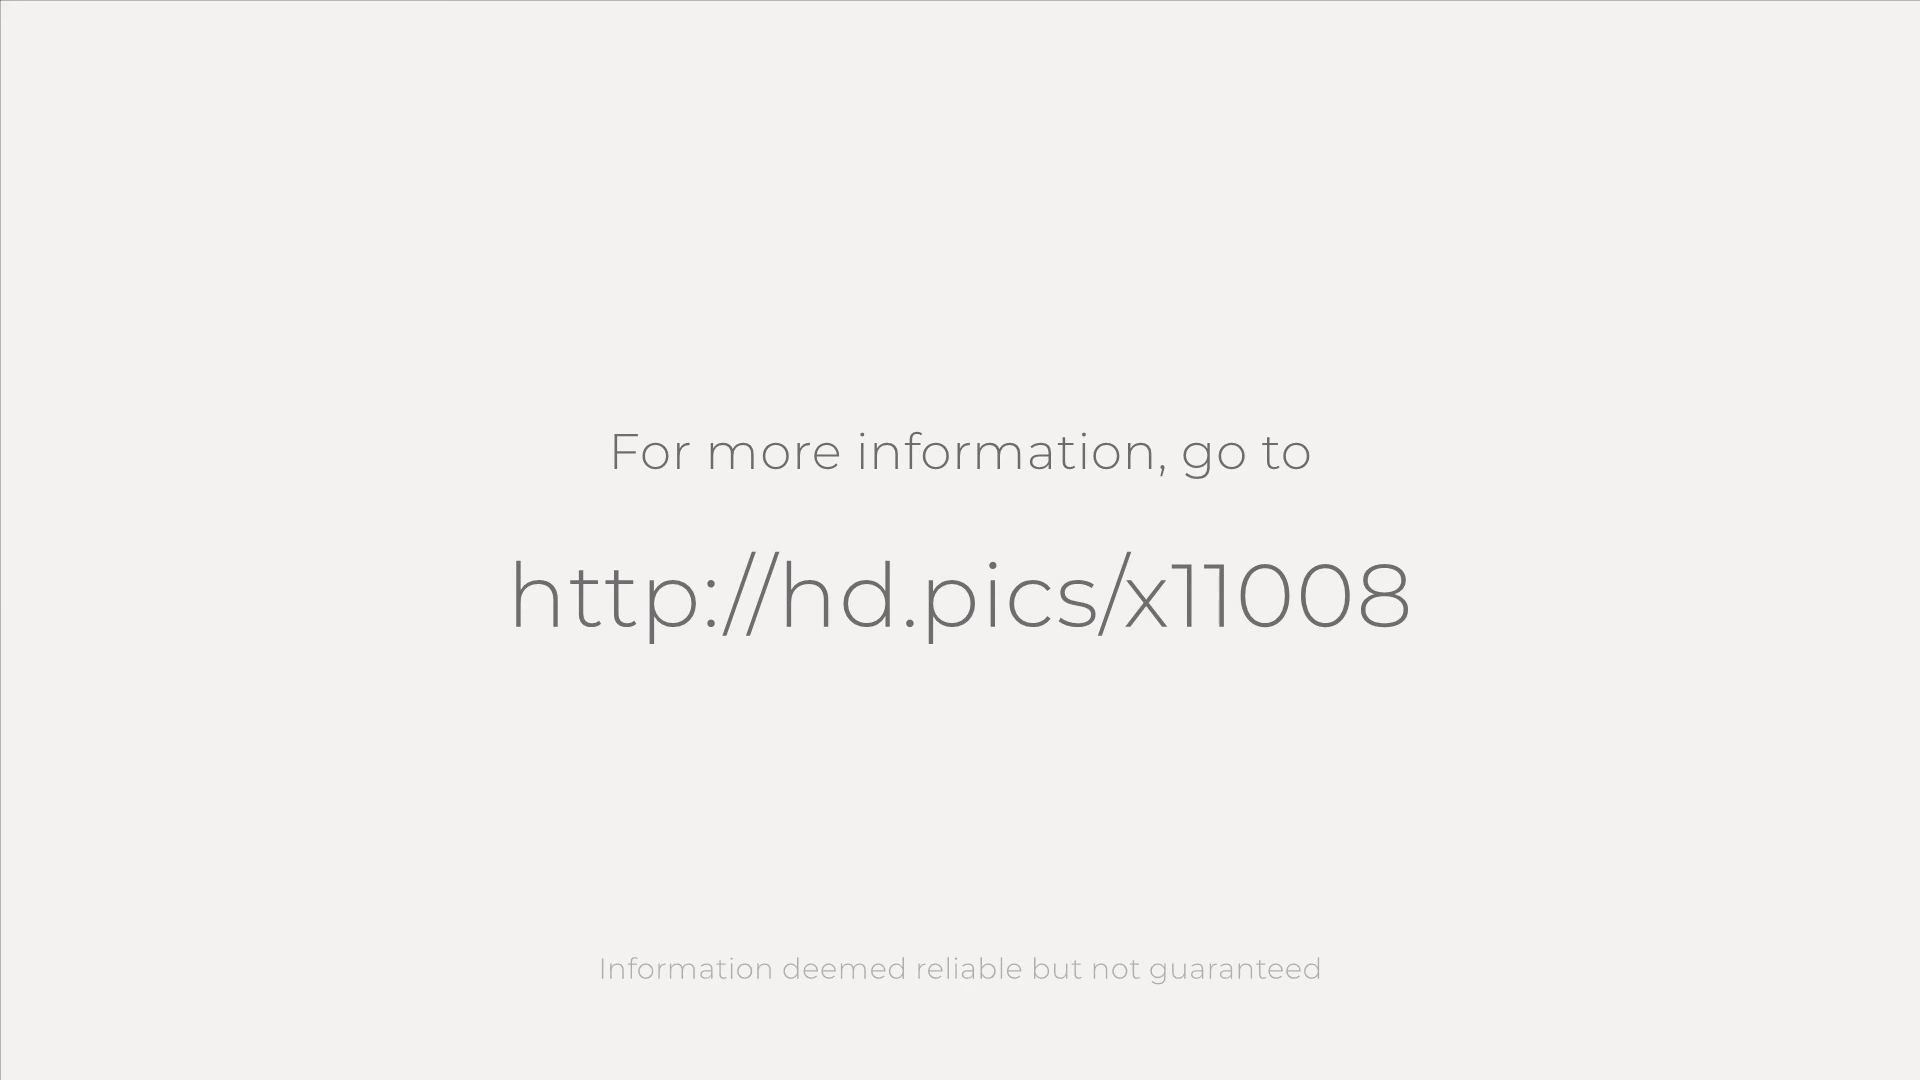 For more information, go to
http://hd.pics/x11008
Information deemed reliable but not guaranteed